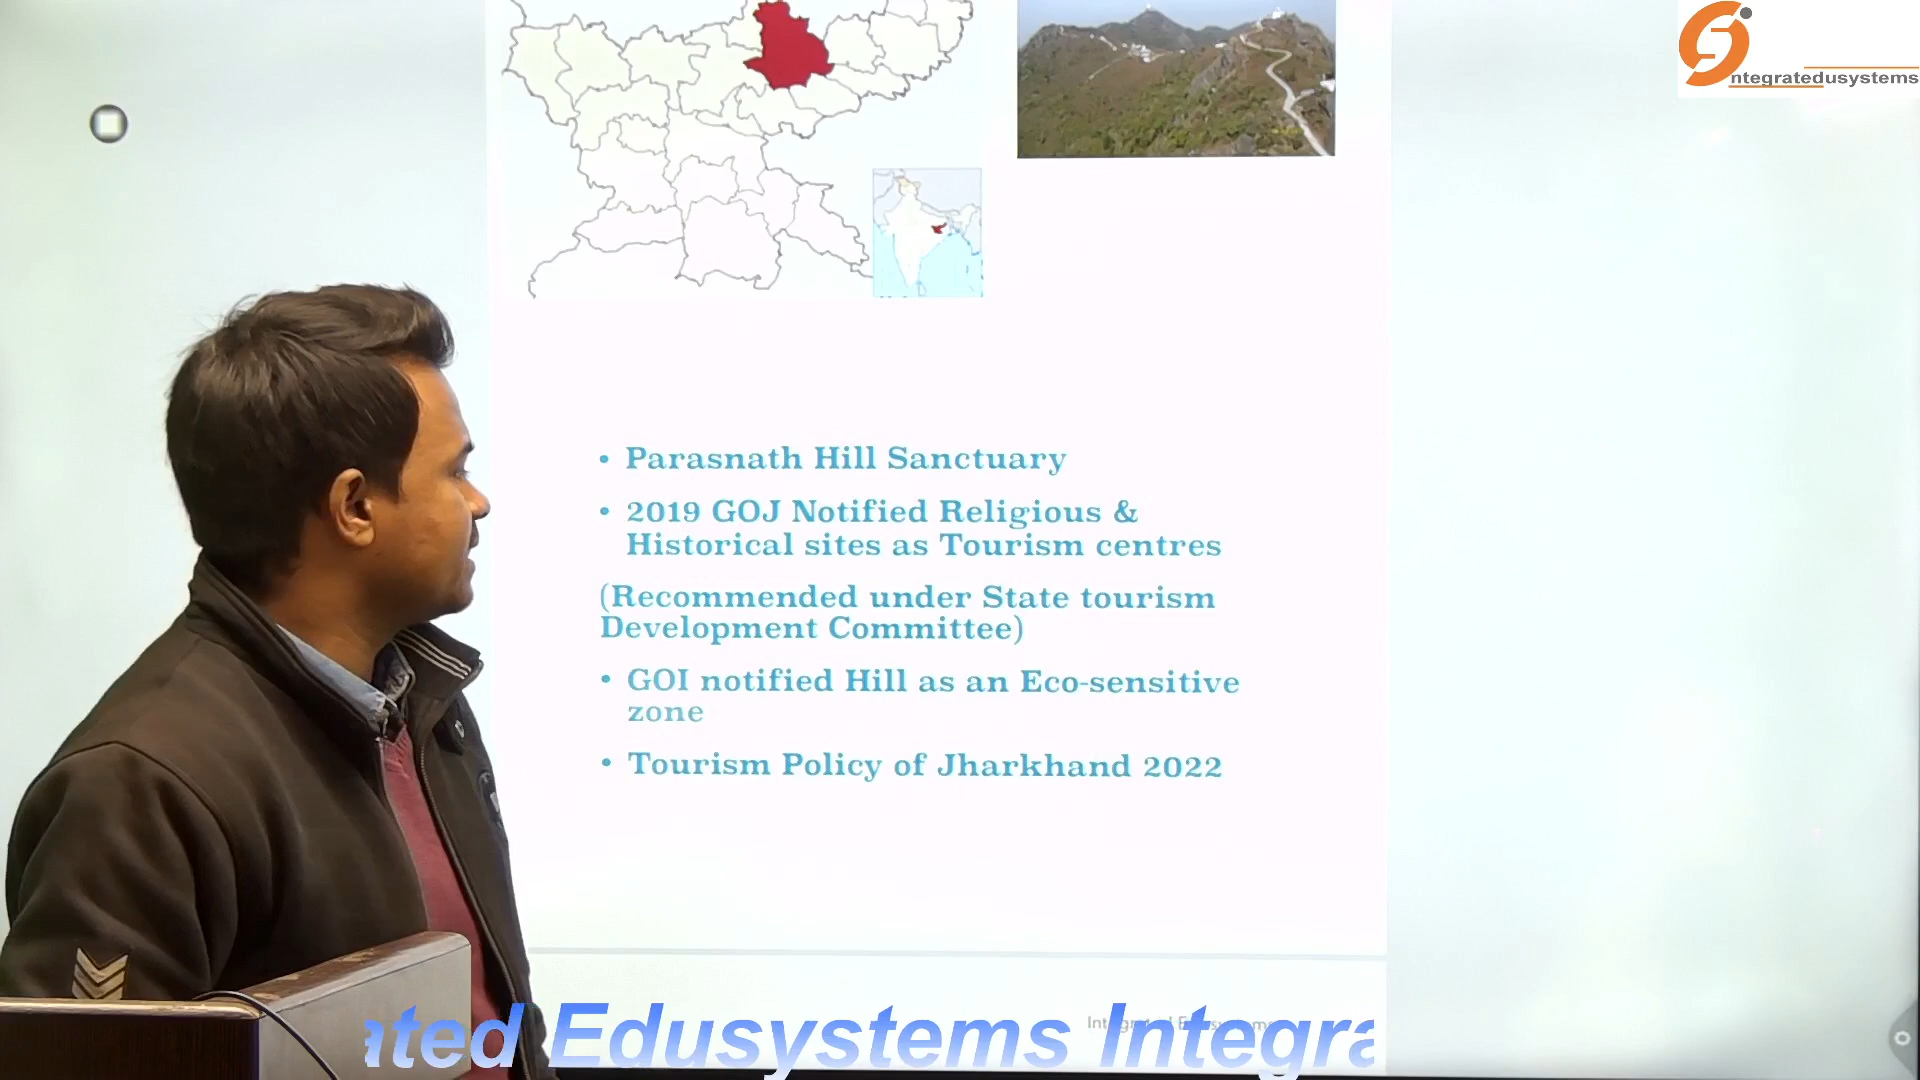 ntegratedusystems
• Parasnath Hill Sanctuary
• 2019 GOJ Notified Religious &
Historical sites as Tourism centres
(Recommended under State tourism
Development Committee)
• GOI notified Hill as an Eco-sensitive
zone
• Tourism Policy of Jharkhand 2022
ated Edusystems Integra